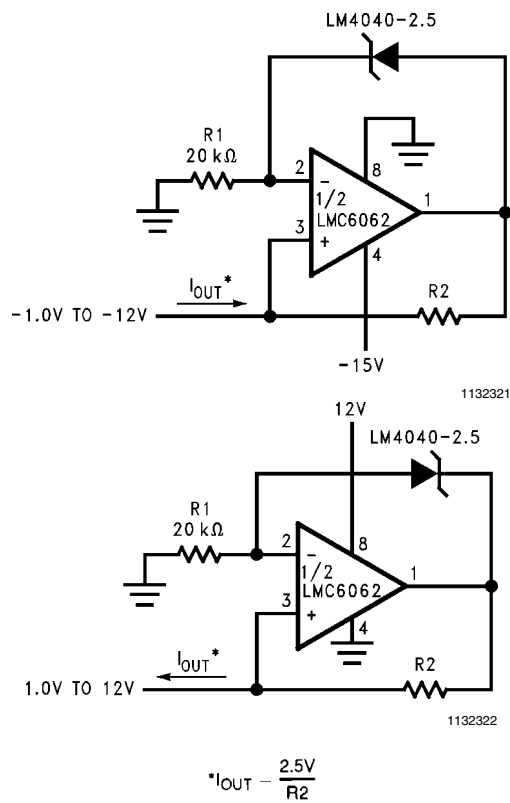 LM4040-2.5
R1
20 kΩ
2
8
−
1/2
LMC6062
1
3
+
4
IOUT*
R2
-1.0V TO -12V
-15V
1132321
12V
LM4040-2.5
R1
20 kΩ
2
8
−
1/2
LMC6062
1
3
+
4
IOUT*
R2
1.0V TO 12V
1132322
*IOUT − 2.5V
R2